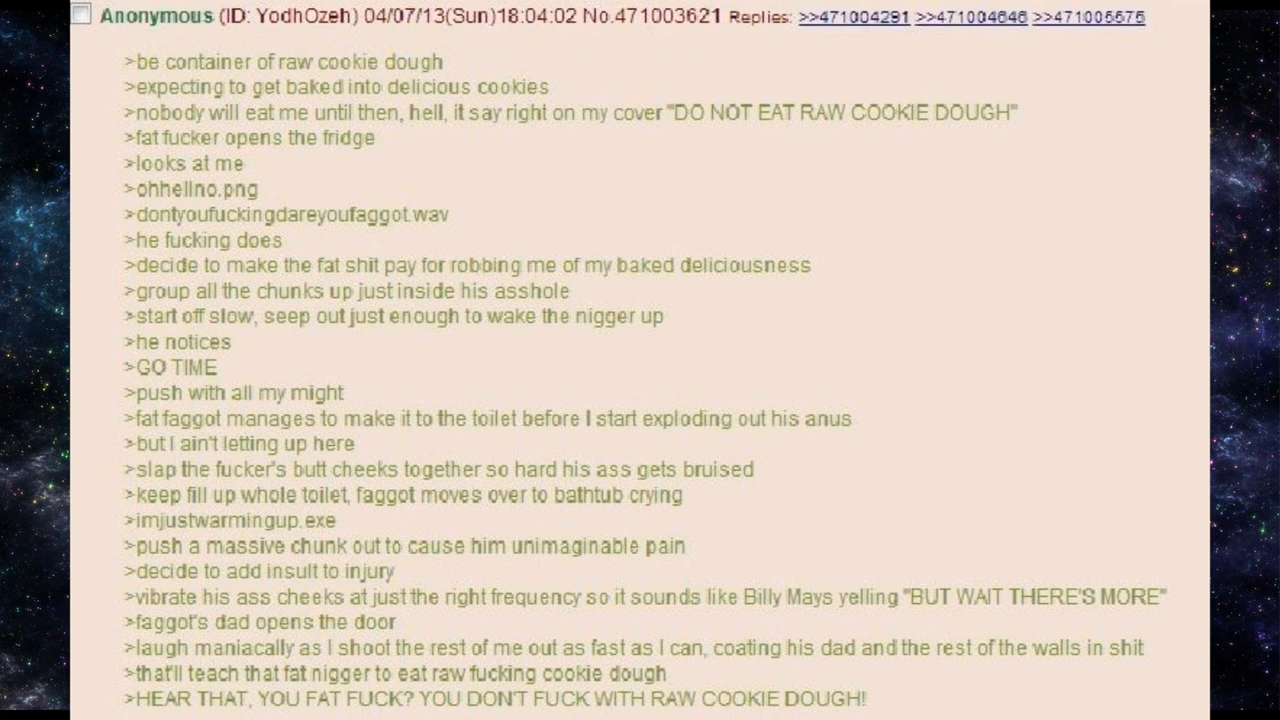 Anonymous (ID: YodhOzeh) 04/07/13(Sun)18:04:02 No.471003621 Replies: >>471004291 >>471004646 >>471005575
>be container of raw cookie dough
>expecting to get baked into delicious cookies
>nobody will eat me until then, hell, it say right on my cover "DO NOT EAT RAW COOKIE DOUGH"
>fat fucker opens the fridge
>looks at me
>ohhellno.png
>dontyoufuckingdareyoufaggot.wav
>he fucking does
>decide to make the fat shit pay for robbing me of my baked deliciousness
>group all the chunks up just inside his asshole
>start off slow, seep out just enough to wake the nigger up
>he notices
>GO TIME
>push with all my might
>fat faggot manages to make it to the toilet before I start exploding out his anus
>but I ain't letting up here
>slap the fucker's butt cheeks together so hard his ass gets bruised
>keep fill up whole toilet, faggot moves over to bathtub crying
>imjustwarmingup.exe
>push a massive chunk out to cause him unimaginable pain
>decide to add insult to injury
>vibrate his ass cheeks at just the right frequency so it sounds like Billy Mays yelling "BUT WAIT THERE'S MORE"
>faggot's dad opens the door
>laugh maniacally as I shoot the rest of me out as fast as I can, coating his dad and the rest of the walls in shit
>that'll teach that fat nigger to eat raw fucking cookie dough
>HEAR THAT, YOU FAT FUCK? YOU DON'T FUCK WITH RAW COOKIE DOUGH!